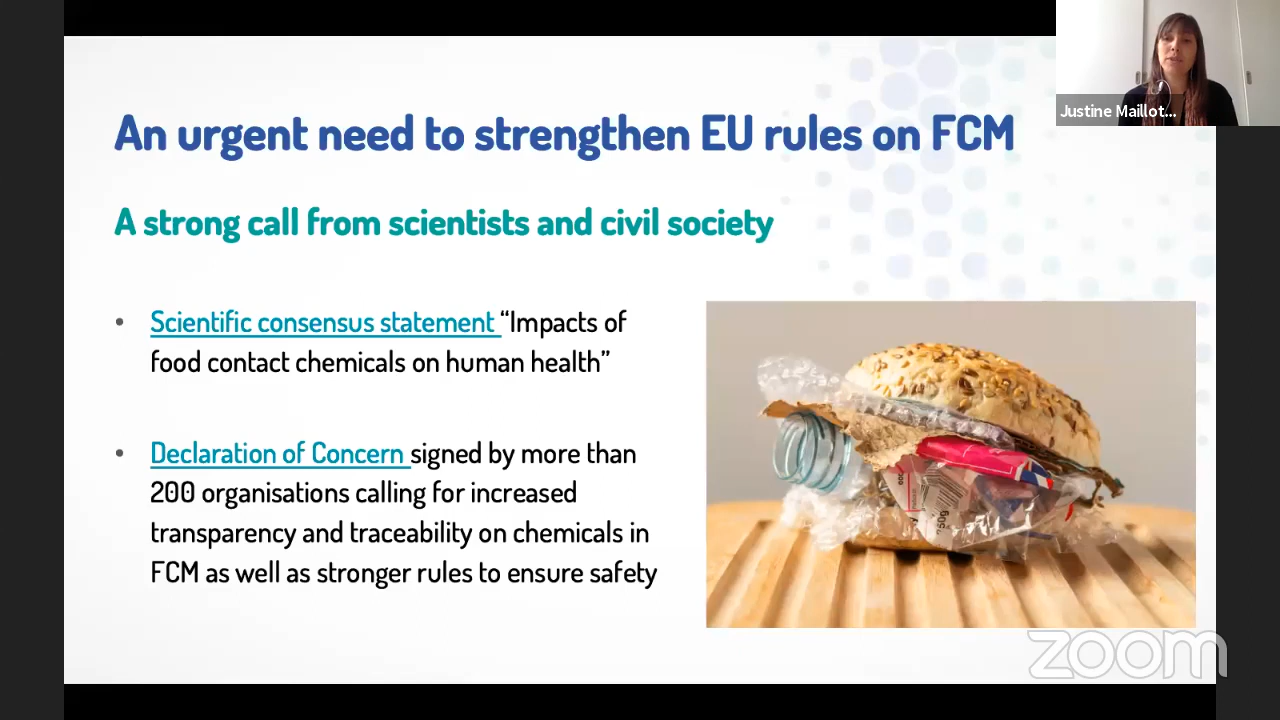 An urgent need to strengthen EU rules on FCM
A strong call from scientists and civil society
• Scientific consensus statement “Impacts of
food contact chemicals on human health”
• Declaration of Concern signed by more than
200 organisations calling for increased
transparency and traceability on chemicals in
FCM as well as stronger rules to ensure safety
Justine Maillot...
zoom